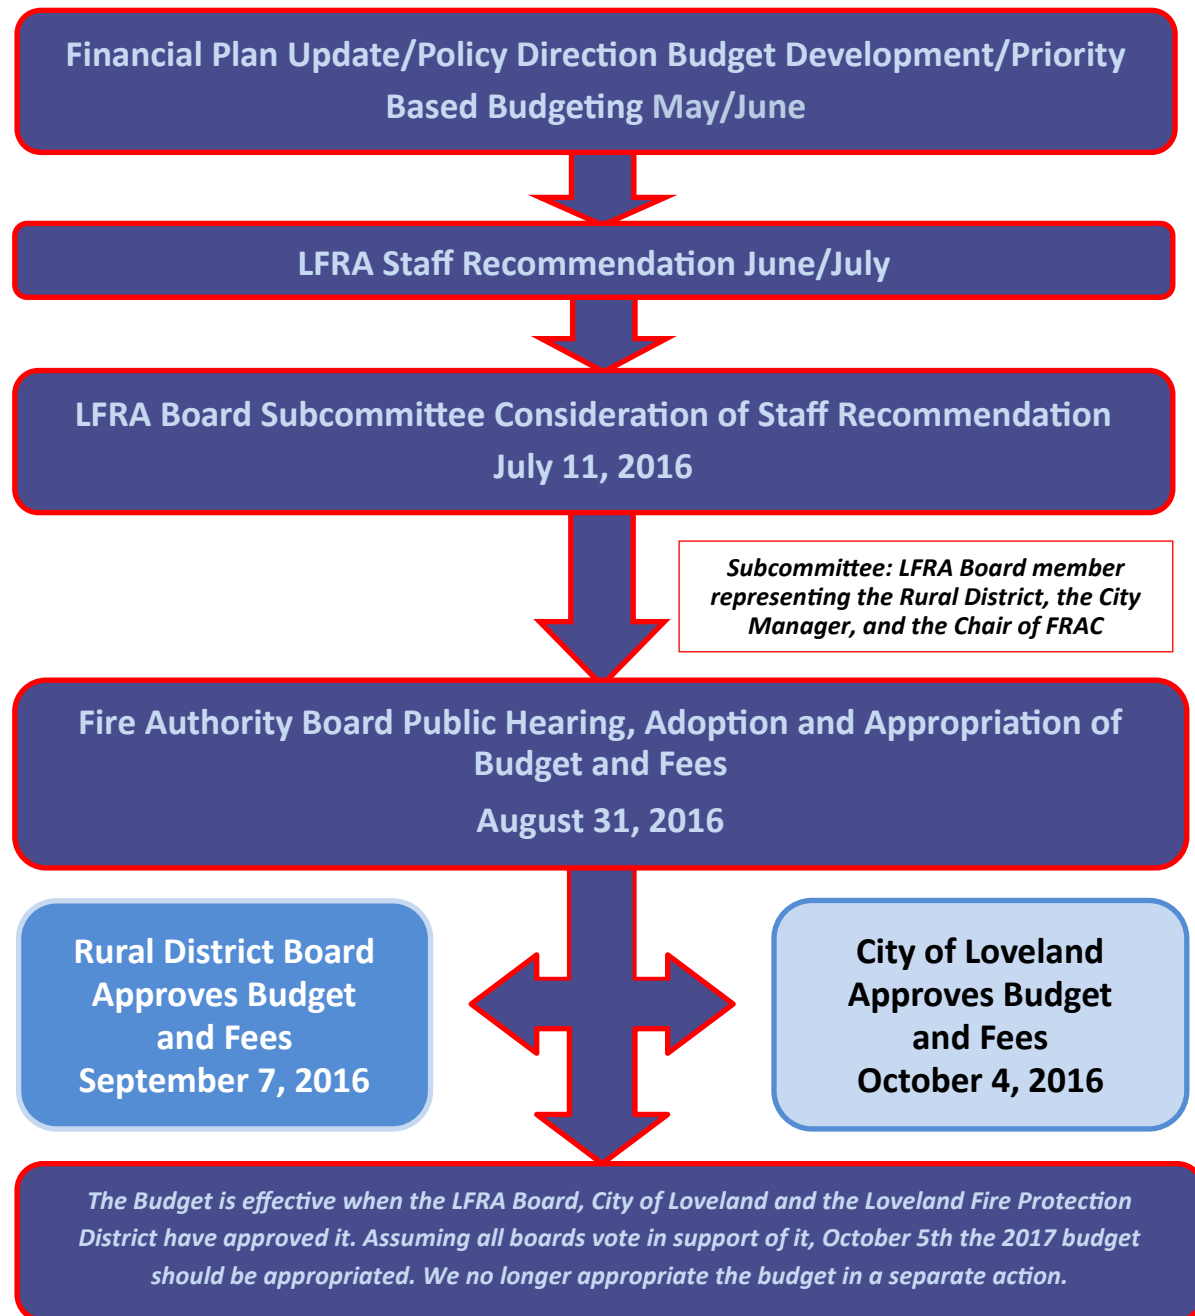 Financial Plan Update/Policy Direction Budget Development/Priority
Based Budgeting May/June
LFRA Staff Recommendation June/July
LFRA Board Subcommittee Consideration of Staff Recommendation
July 11, 2016
Subcommittee: LFRA Board member
representing the Rural District, the City
Manager, and the Chair of FRAC
Fire Authority Board Public Hearing, Adoption and Appropriation of
Budget and Fees
August 31, 2016
Rural District Board
Approves Budget
and Fees
September 7, 2016
City of Loveland
Approves Budget
and Fees
October 4, 2016
The Budget is effective when the LFRA Board, City of Loveland and the Loveland Fire Protection
District have approved it. Assuming all boards vote in support of it, October 5th the 2017 budget
should be appropriated. We no longer appropriate the budget in a separate action.